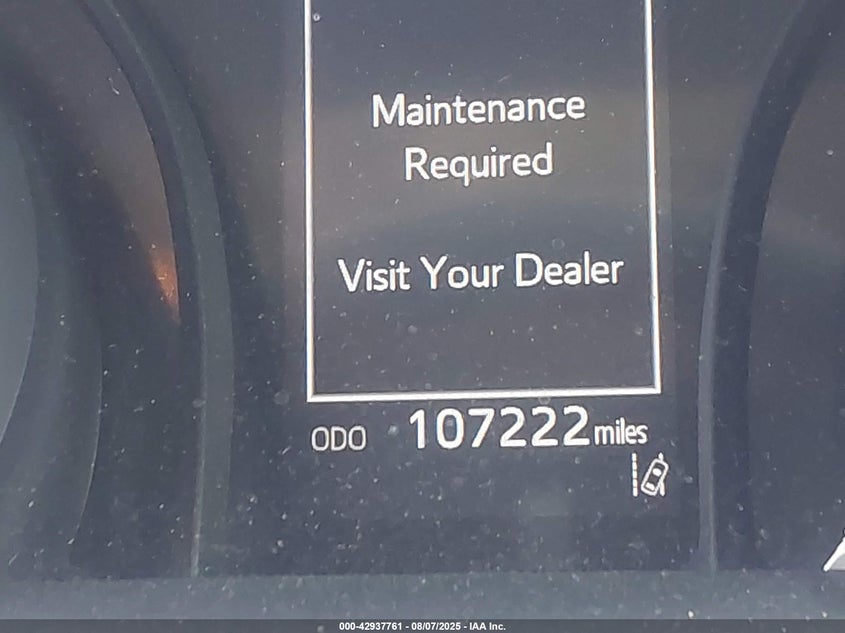 Maintenance
Required
Visit Your Dealer
ODO 107222 miles
000-42937761 - 08/07/2025 - IAA Inc.